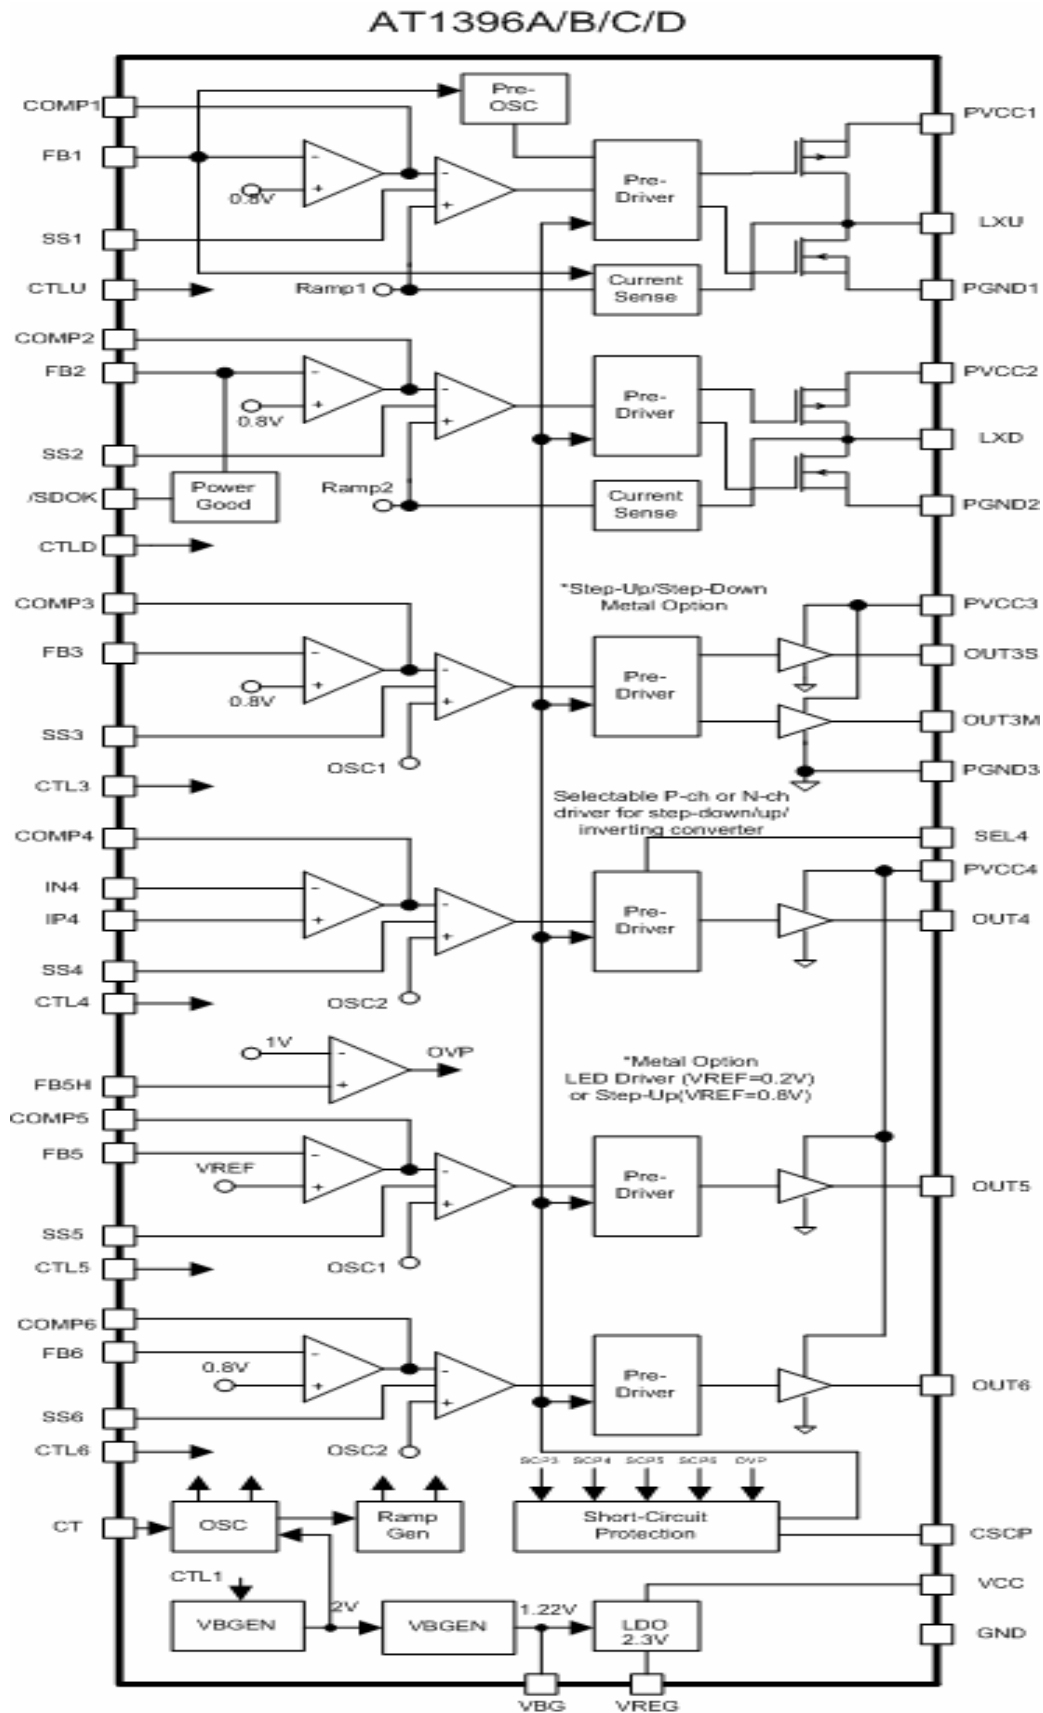 AT1396A/B/C/D
COMP1
Pre-
OSC
PVCC1
FB1
-
+
0.8V
-
+
Pre-
Driver
SS1
LXU
CTLU
Ramp1
Current
Sense
PGND1
COMP2
FB2
-
+
0.8V
-
+
Pre-
Driver
PVCC2
LXD
SS2
Power
Good
/SDOK
Ramp2
Current
Sense
PGND2
CTLD
*Step-Up/Step-Down
Metal Option
COMP3
PVCC3
FB3
-
+
0.8V
-
+
Pre-
Driver
OUT3S
SS3
OUT3M
OSC1
CTL3
PGND3
Selectable P-ch or N-ch
driver for step-down/up/
inverting converter
COMP4
SEL4
PVCC4
IN4
-
+
IP4
-
+
Pre-
Driver
OUT4
SS4
CTL4
OSC2
1V
-
+
OVP
FB5H
*Metal Option
LED Driver (VREF=0.2V)
or Step-Up(VREF=0.8V)
COMP5
FB5
-
+
VREF
-
+
Pre-
Driver
OUT5
SS5
CTL5
OSC1
COMP6
FB6
-
+
0.8V
-
+
Pre-
Driver
OUT6
SS6
CTL6
OSC2
SCP3 SCP4 SCP5 SCP6 OVP
CT
OSC
Ramp
Gen
Short-Circuit
Protection
CSCP
CTL1
VBGEN
2V
VBGEN
1.22V
LDO
2.3V
VCC
GND
VBG
VREG